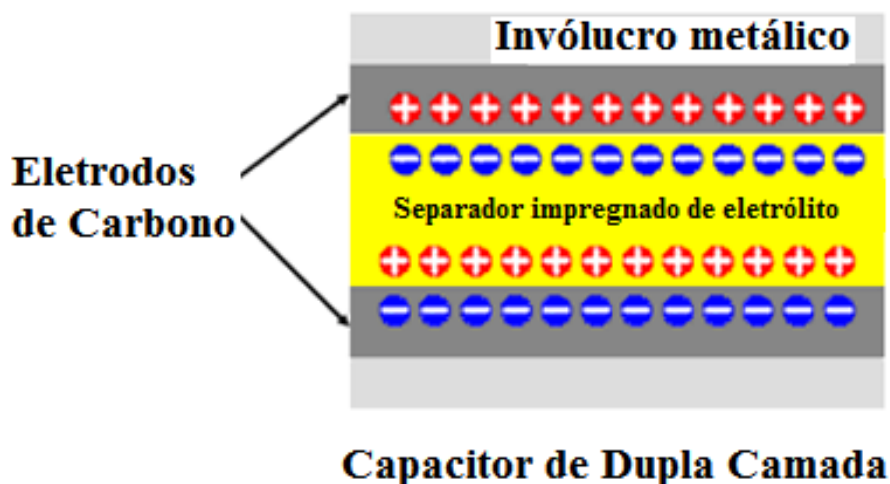 Invólucro metálico
Eletrodos
de Carbono
Separador impregnado de eletrólito
Capacitor de Dupla Camada